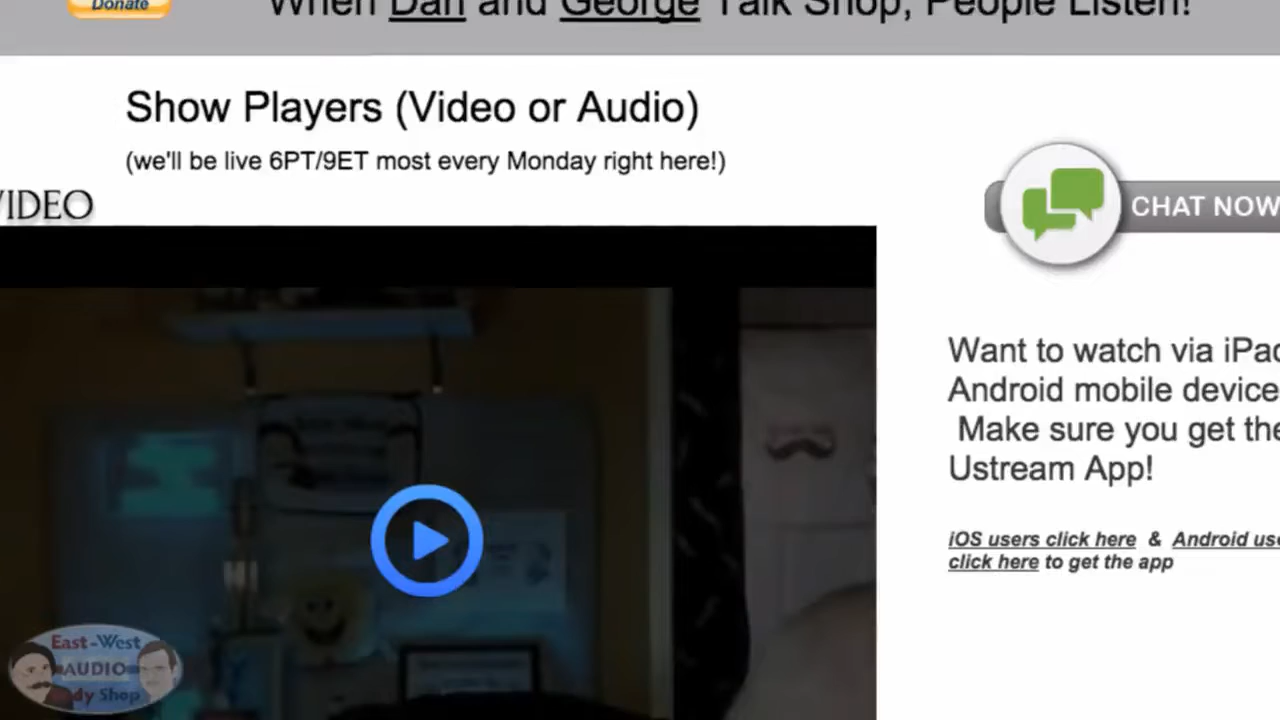 Donate
When Dan and George Talk Shop, People Listen!
Show Players (Video or Audio)
(we'll be live 6PT/9ET most every Monday right here!)
VIDEO
CHAT NOW
Want to watch via iPad
Android mobile device
Make sure you get the
Ustream App!
iOS users click here & Android use
click here to get the app
East-West
AUDIO
dy Shop